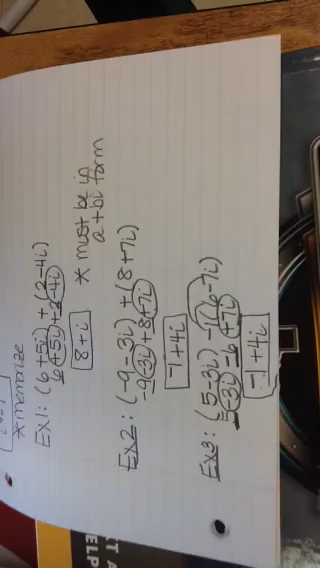 *memorize
Ex1: (6+5i)+(2-4i)
6+5i+2-4i
8+i
* must be in
a+bi form
Ex2: (-9-3i)+(8+7i)
-9-3i+8+7i
7+4i
Ex3: (5-3i)-(6-7i)
5-3i-6+7i
-1+4i